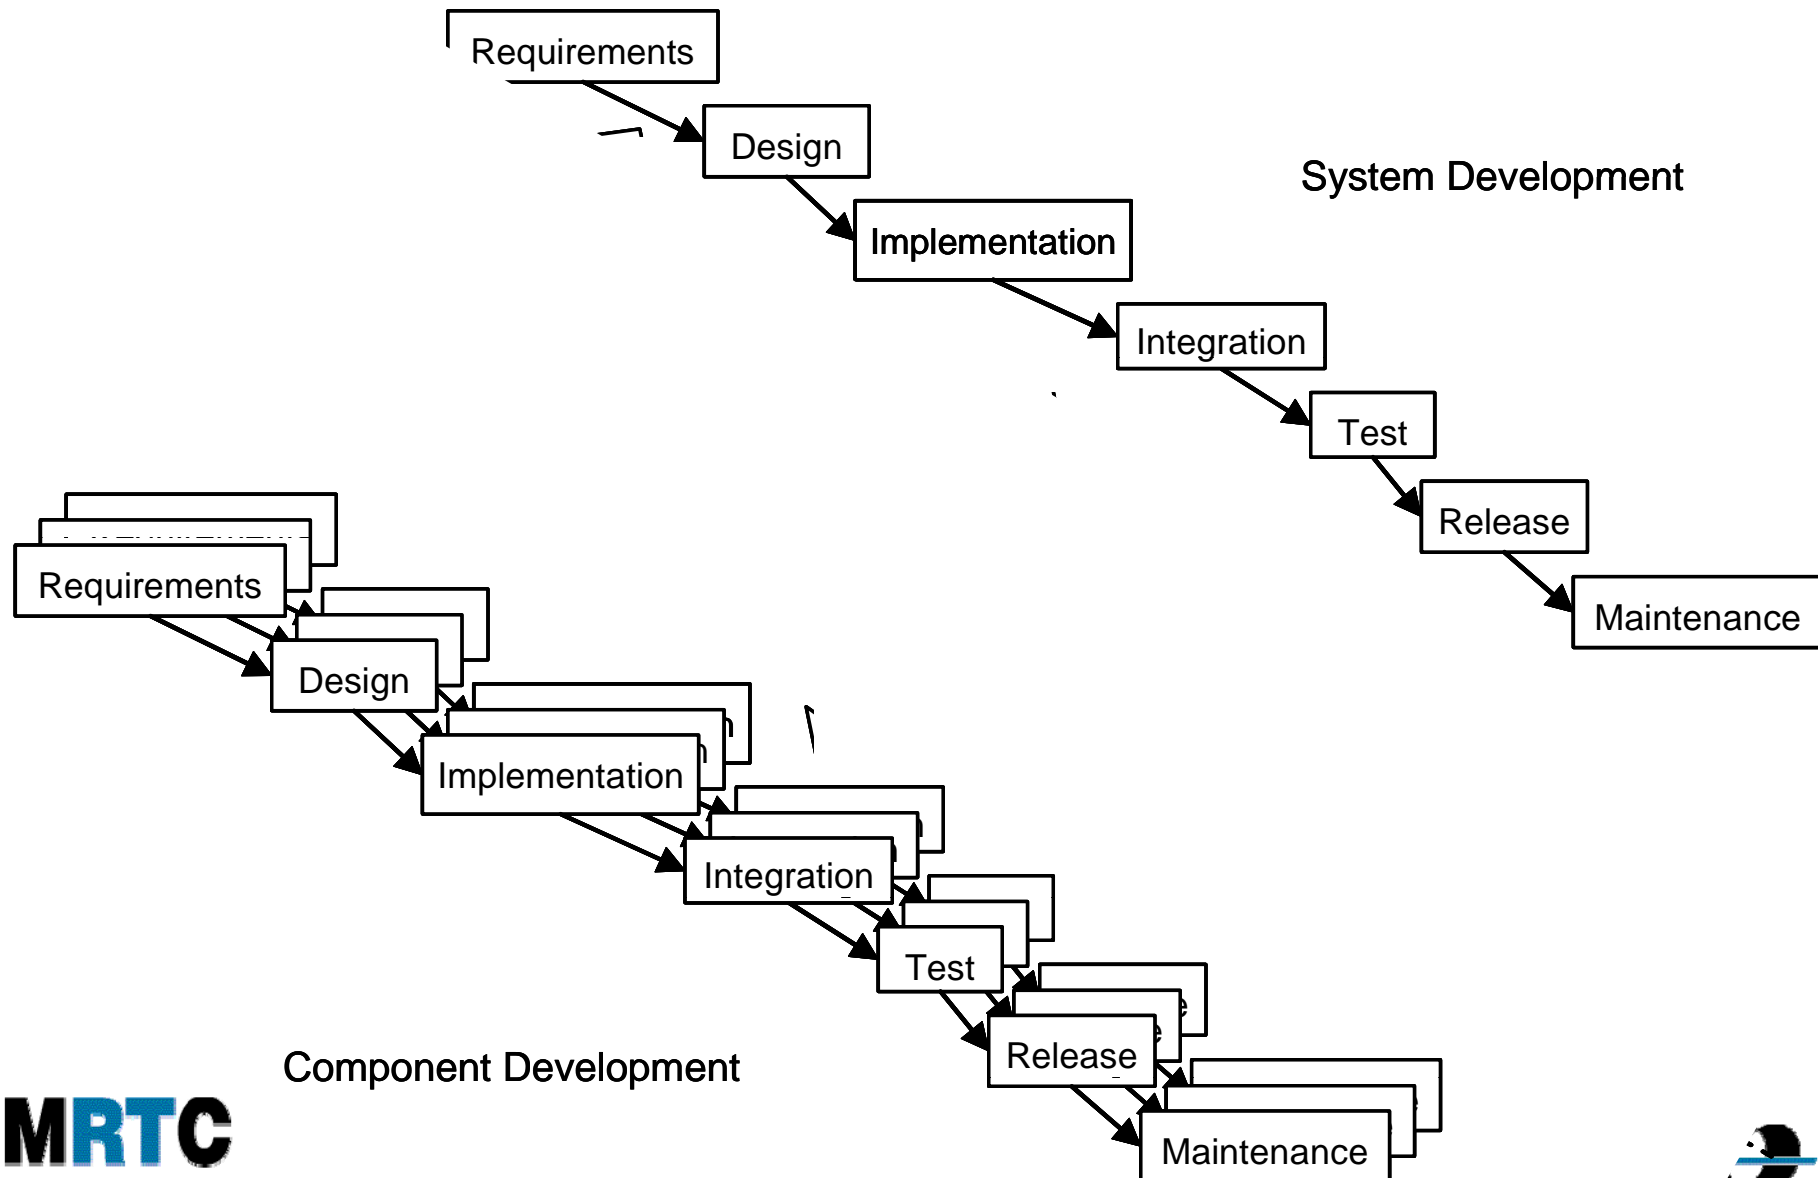 Requirements
Design
System Development
Implementation
Integration
Test
Release
Maintenance
Requirements
Design
Implementation
Integration
Test
Release
Maintenance
Component Development
MRTC